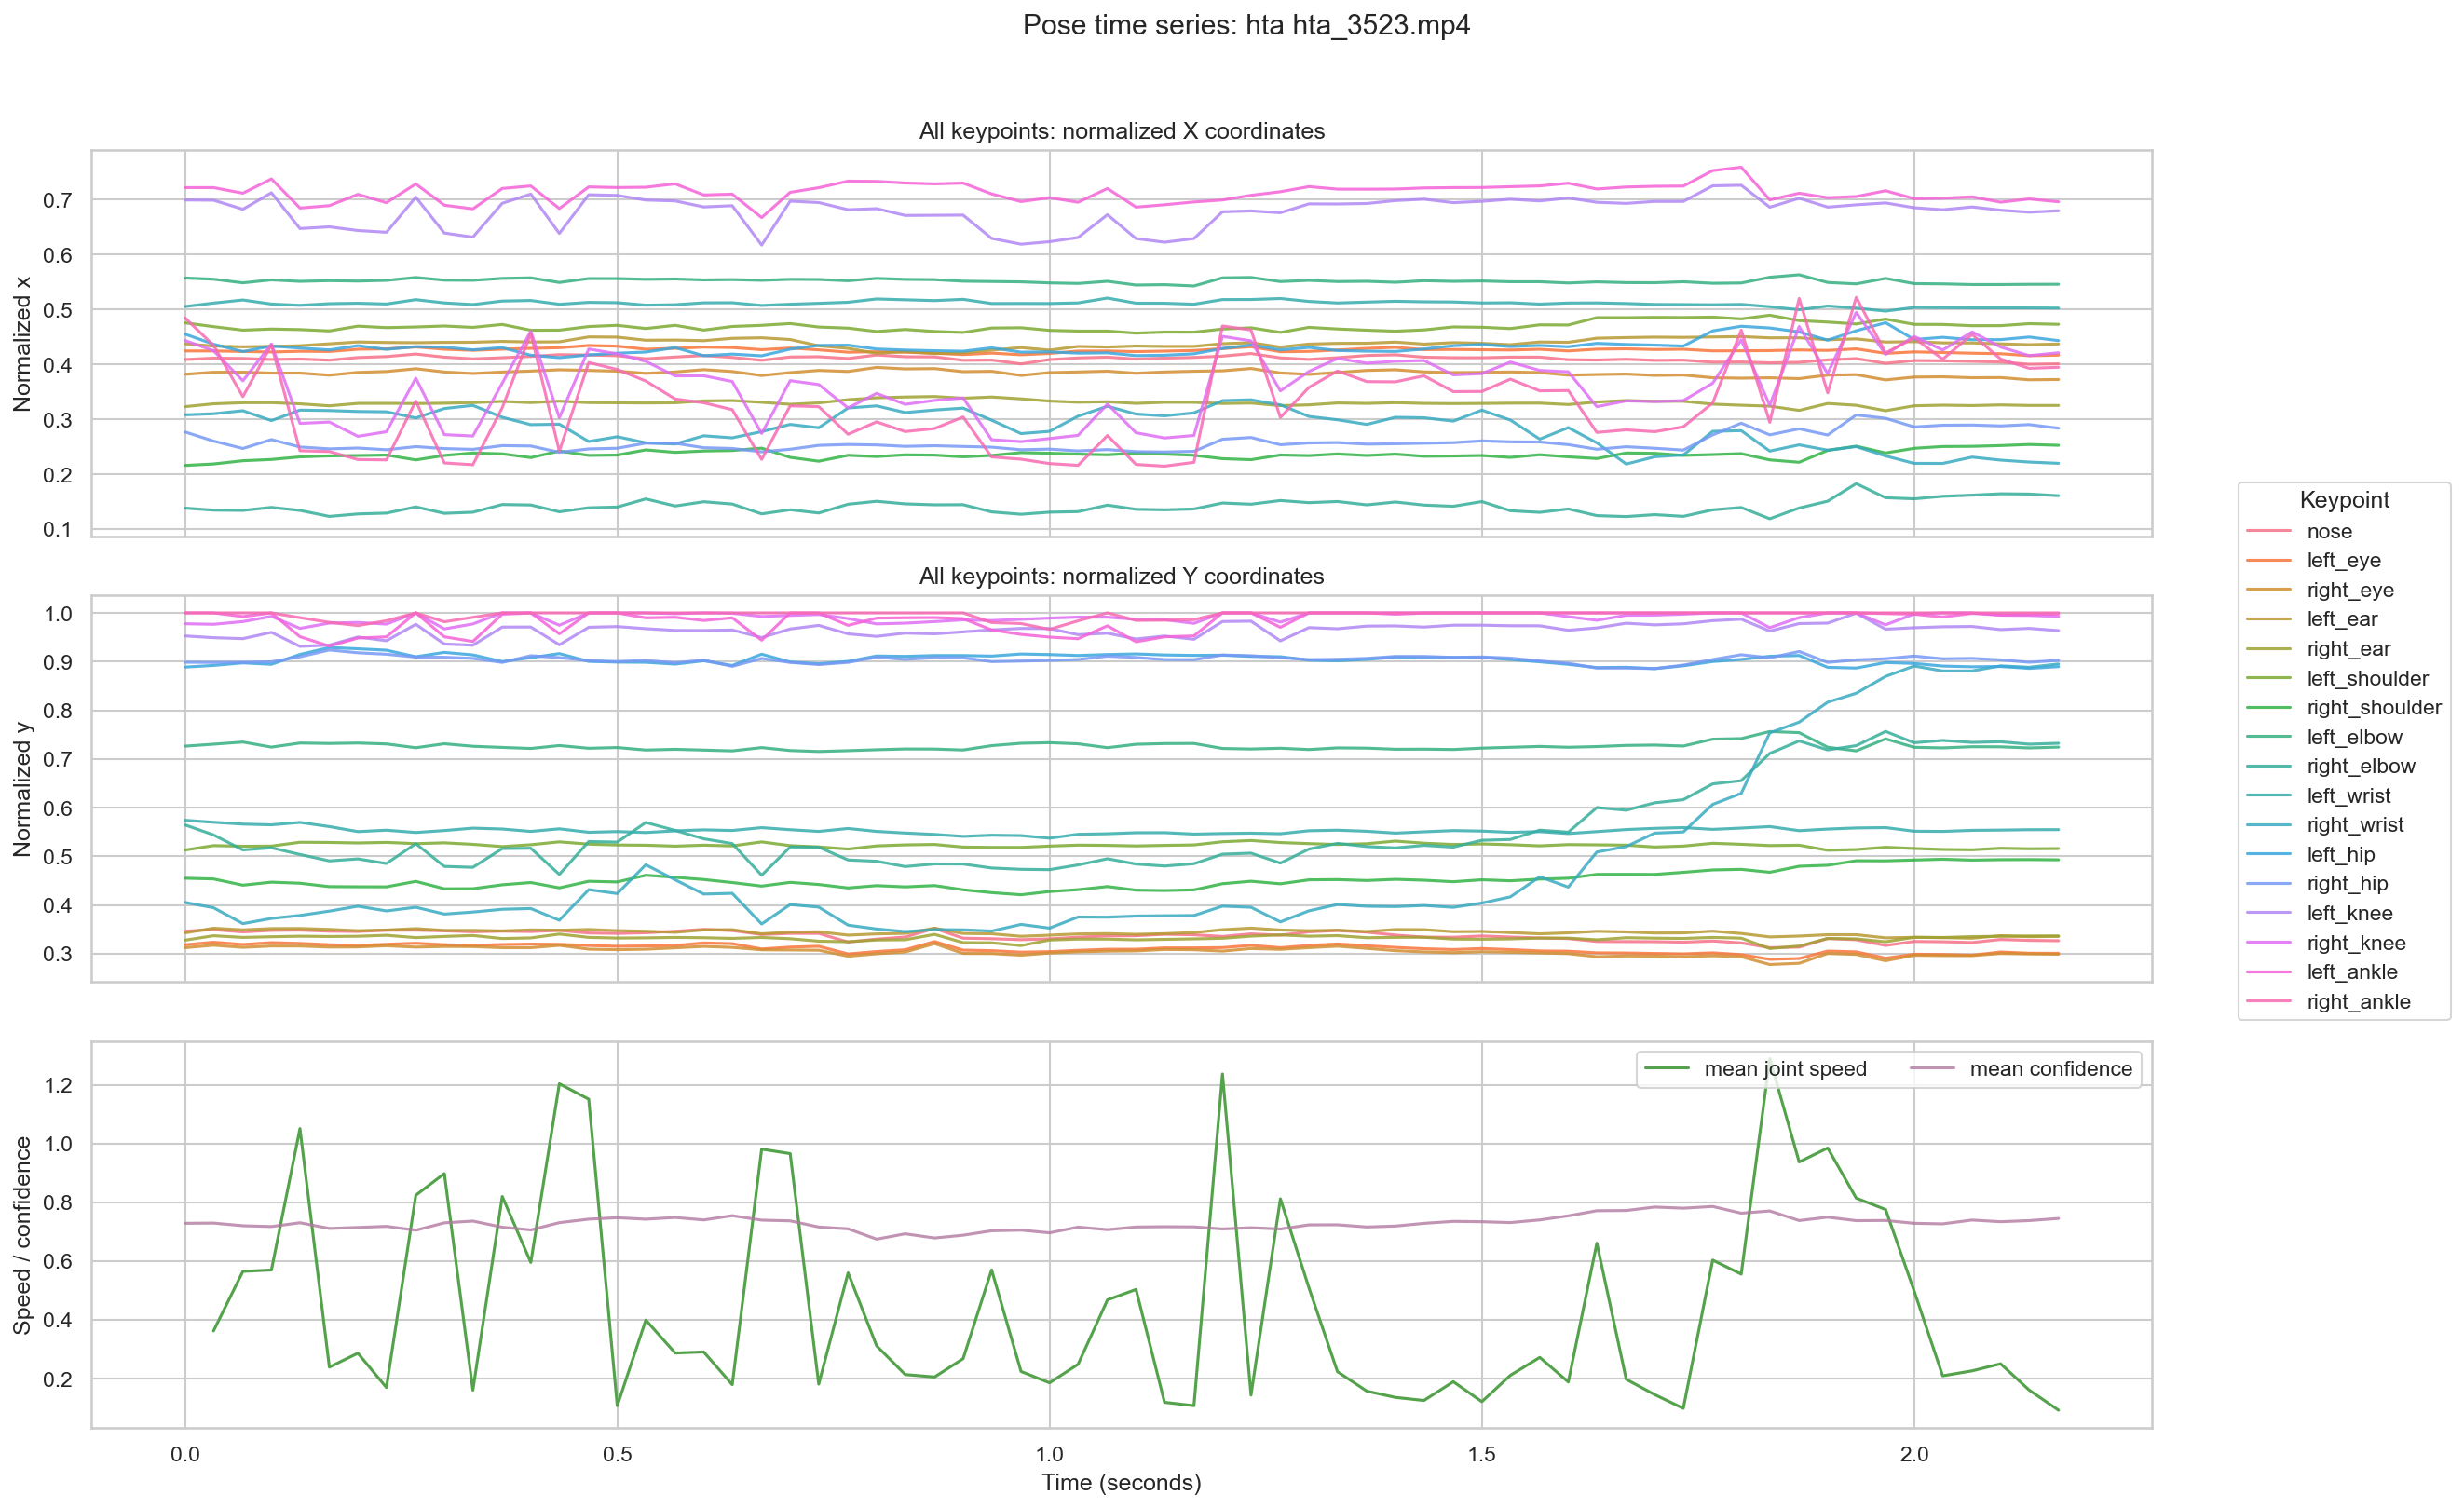 Pose time series: hta hta_3523.mp4
All keypoints: normalized X coordinates
Normalized x
0.7
0.6
0.5
0.4
0.3
0.2
0.1
All keypoints: normalized Y coordinates
Normalized y
1.0
0.9
0.8
0.7
0.6
0.5
0.4
0.3
Keypoint
nose
left_eye
right_eye
left_ear
right_ear
left_shoulder
right_shoulder
left_elbow
right_elbow
left_wrist
right_wrist
left_hip
right_hip
left_knee
right_knee
left_ankle
right_ankle
Speed / confidence
1.2
1.0
0.8
0.6
0.4
0.2
mean joint speed
mean confidence
0.0
0.5
1.0
1.5
2.0
Time (seconds)